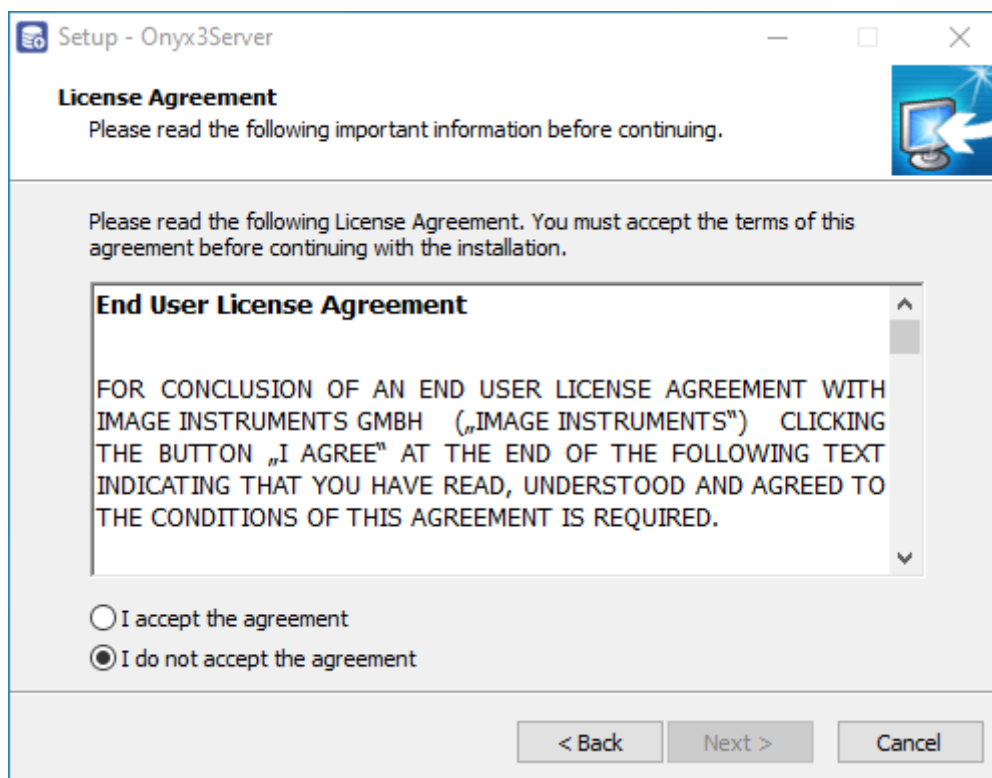 Setup - Onyx3Server
License Agreement
Please read the following important information before continuing.
Please read the following License Agreement. You must accept the terms of this
agreement before continuing with the installation.
End User License Agreement
FOR CONCLUSION OF AN END USER LICENSE AGREEMENT WITH
IMAGE INSTRUMENTS GMBH („IMAGE INSTRUMENTS“) CLICKING
THE BUTTON „I AGREE“ AT THE END OF THE FOLLOWING TEXT
INDICATING THAT YOU HAVE READ, UNDERSTOOD AND AGREED TO
THE CONDITIONS OF THIS AGREEMENT IS REQUIRED.
I accept the agreement
I do not accept the agreement
< Back Next > Cancel